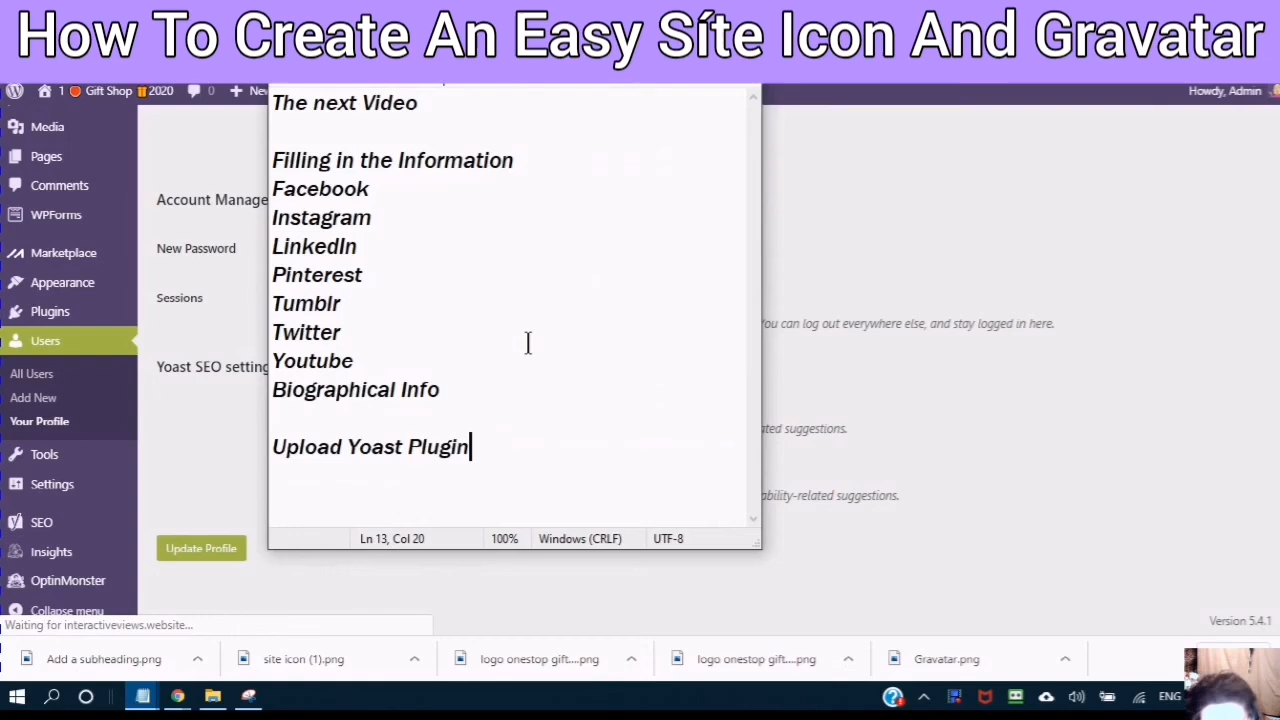 How To Create An Easy Síte Icon And Gravatar
1 Gift Shop 2020 0 New Howdy, Admin
Media
Pages
Comments
WPForms
Marketplace
Appearance
Plugins
Users
All Users
Add New
Your Profile
Tools
Settings
SEO
Insights
OptinMonster
Collapse menu
Account Manage
New Password
Sessions
Yoast SEO setting
Update Profile
The next Video
Filling in the Information
Facebook
Instagram
LinkedIn
Pinterest
Tumblr
Twitter
Youtube
Biographical Info
Upload Yoast Plugin
Ln 13, Col 20 100% Windows (CRLF) UTF-8
You can log out everywhere else, and stay logged in here.
ated suggestions.
ability-related suggestions.
Version 5.4.1
Waiting for interactiveviews.website...
Add a subheading.png site icon (1).png logo onestop gift....png logo onestop gift....png Gravatar.png
ENG